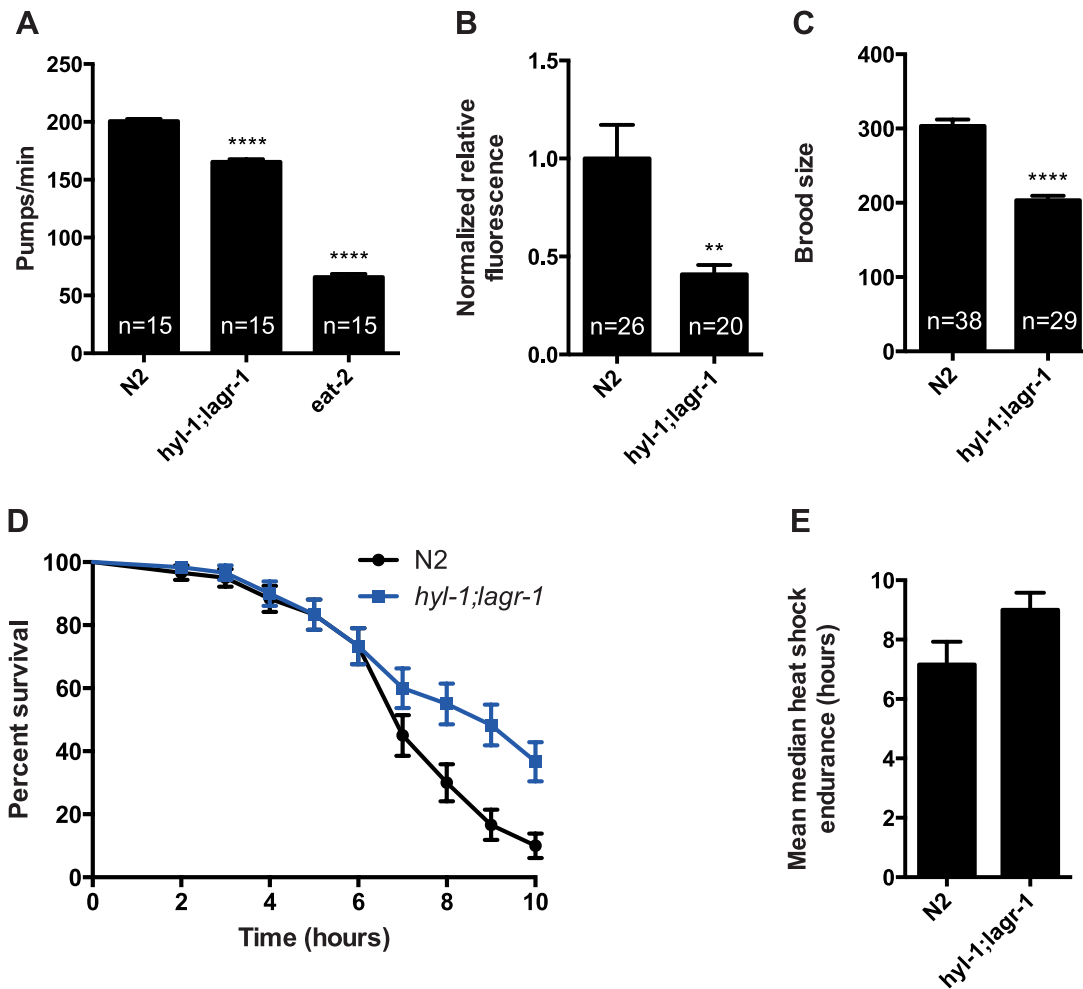 A
Pumps/min
250
200
150
100
50
0
****
****
n=15
n=15
n=15
N2
hyl-1;lagr-1
eat-2
B
Normalized relative
fluorescence
1.5
1.0
0.5
0.0
**
n=26
n=20
N2
hyl-1;lagr-1
C
Brood size
400
300
200
100
0
****
n=38
n=29
N2
hyl-1;lagr-1
D
Percent survival
100
80
60
40
20
0
N2
hyl-1;lagr-1
0 2 4 6 8 10
Time (hours)
E
Mean median heat shock
endurance (hours)
10
8
6
4
2
0
N2
hyl-1;lagr-1